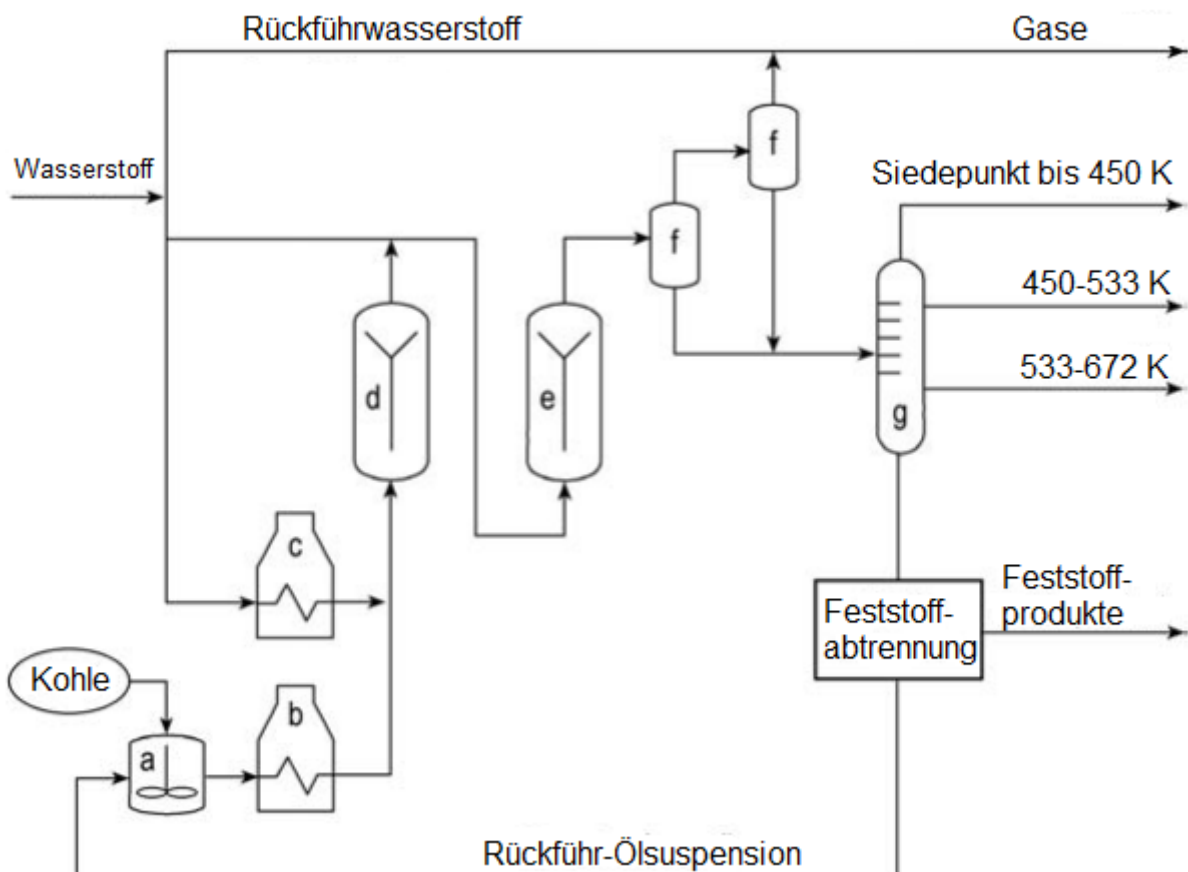 Rückführwasserstoff
Gase
Wasserstoff
f
f
Siedepunkt bis 450 K
450-533 K
533-672 K
d
e
g
c
Feststoff-
produkte
Feststoff-
abtrennung
Kohle
b
a
Rückführ-Ölsuspension